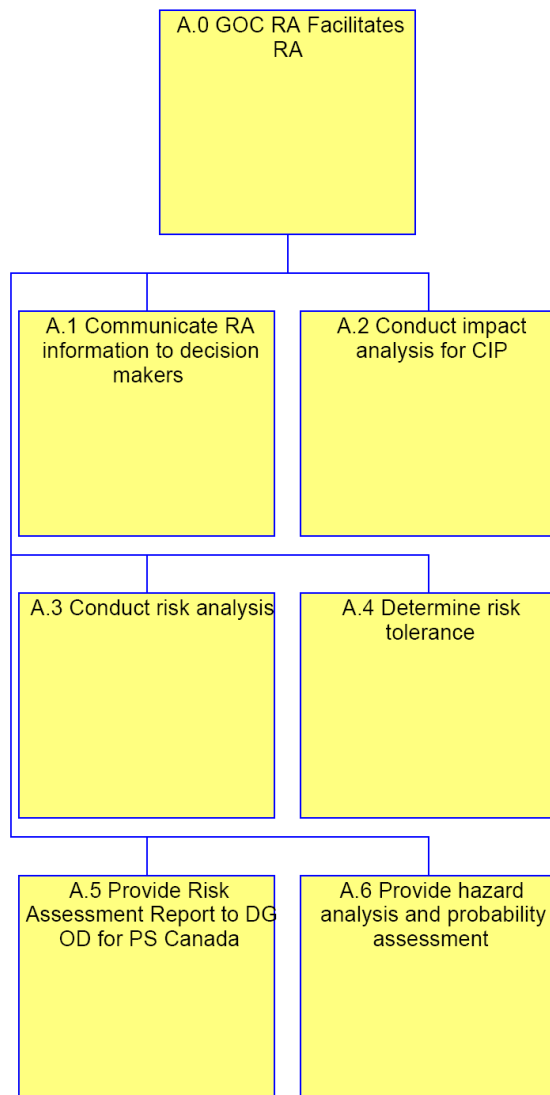 A.0 GOC RA Facilitates
RA
A.1 Communicate RA
information to decision
makers
A.2 Conduct impact
analysis for CIP
A.3 Conduct risk analysis
A.4 Determine risk
tolerance
A.5 Provide Risk
Assessment Report to DG
OD for PS Canada
A.6 Provide hazard
analysis and probability
assessment